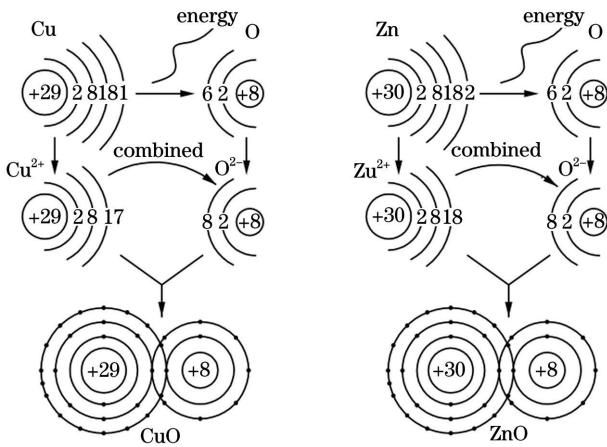 energy
Cu
O
+29 2 8 18 1
6 2 +8
Cu2+
combined
O2−
+29 2 8 17
8 2 +8
+29
+8
CuO
energy
Zn
O
+30 2 8 18 2
6 2 +8
Zu2+
combined
O2−
+30 2 8 18
8 2 +8
+30
+8
ZnO